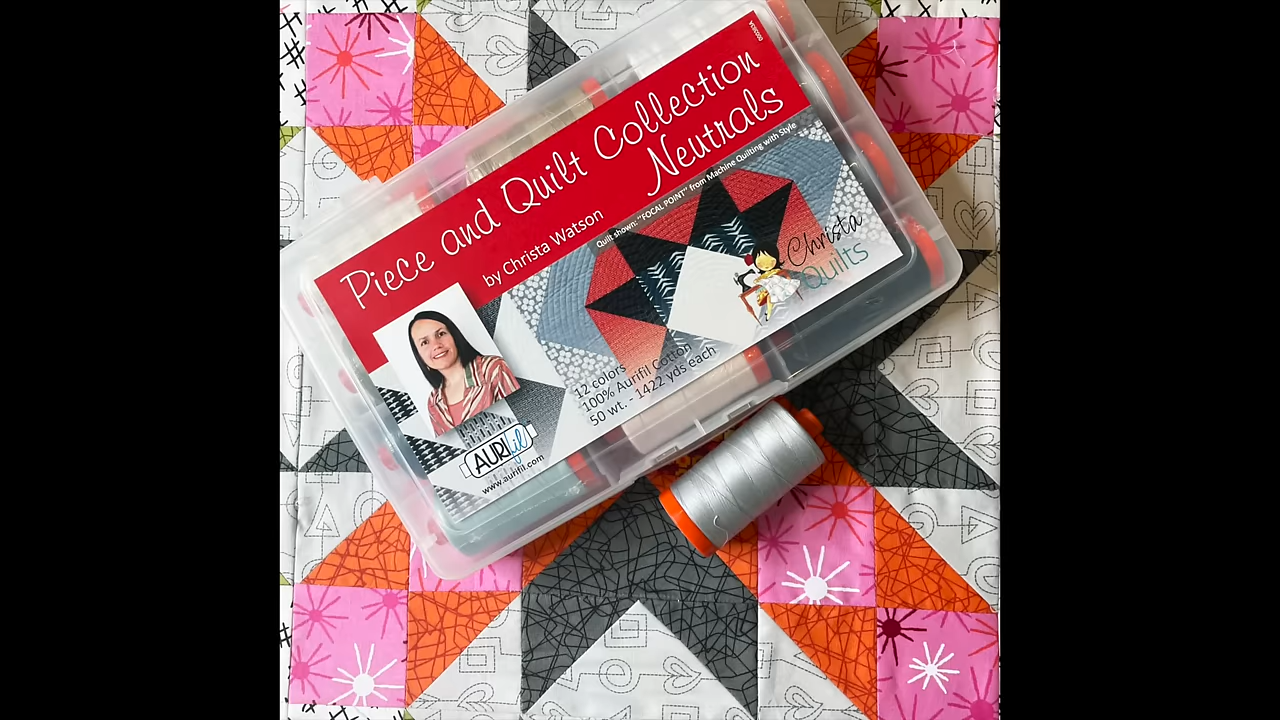 Piece and Quilt Collection
Neutrals
by Christa Watson
Quilt shown: "FOCAL POINT" from Machine Quilting with Style
Christa
Quilts
12 colors
100% Aurifil Cotton
50 wt. - 1422 yds each
AURIfil
www.aurifil.com